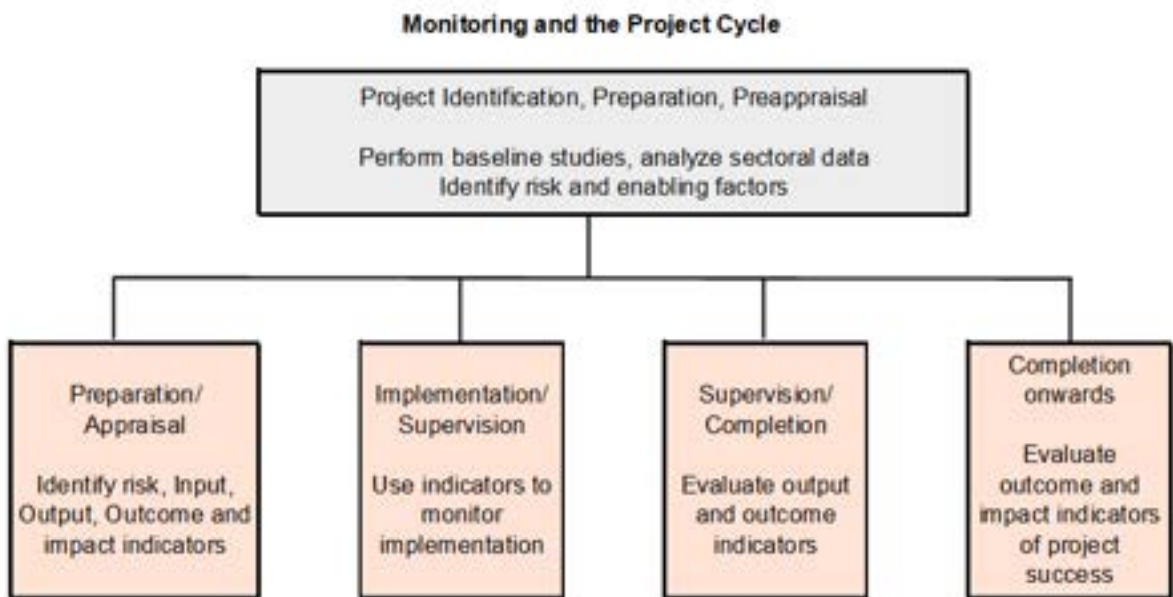 Monitoring and the Project Cycle
Project Identification, Preparation, Preappraisal
Perform baseline studies, analyze sectoral data
Identify risk and enabling factors
Preparation/
Appraisal
Identify risk, Input,
Output, Outcome and
impact indicators
Implementation/
Supervision
Use indicators to
monitor
implementation
Supervision/
Completion
Evaluate output
and outcome
indicators
Completion
onwards
Evaluate
outcome and
impact indicators
of project
success